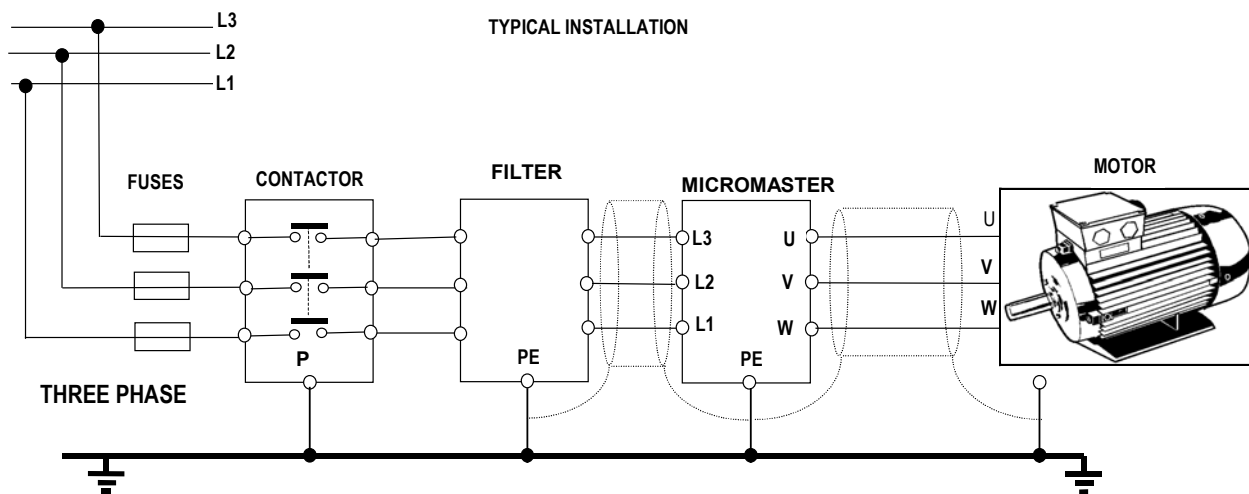 L3
TYPICAL INSTALLATION
L2
L1
FUSES
CONTACTOR
FILTER
MICROMASTER
MOTOR
L3
U
U
L2
V
V
L1
W
W
P
PE
PE
THREE PHASE